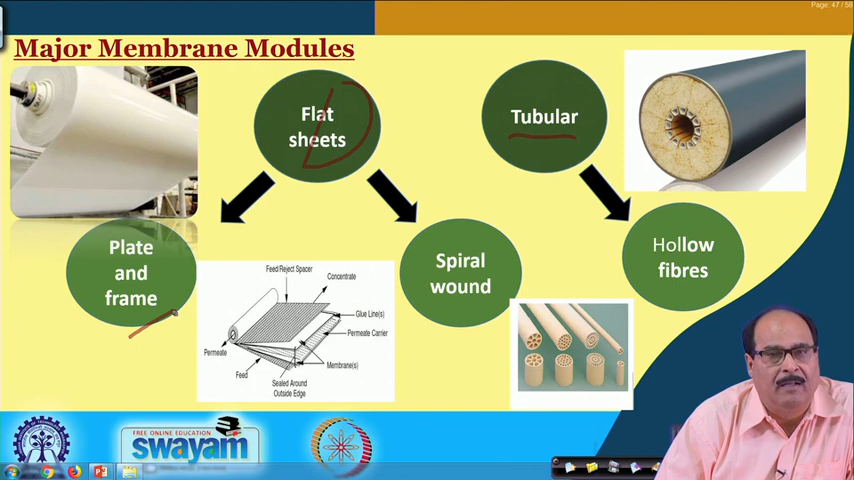 Page: 47 / 58
Major Membrane Modules
Flat
sheets
Tubular
Plate
and
frame
Spiral
wound
Hollow
fibres
Feed/Reject Spacer
Concentrate
Glue Line(s)
Permeate Carrier
Membrane(s)
Permeate
Feed
Sealed Around
Outside Edge
FREE ONLINE EDUCATION
swayam